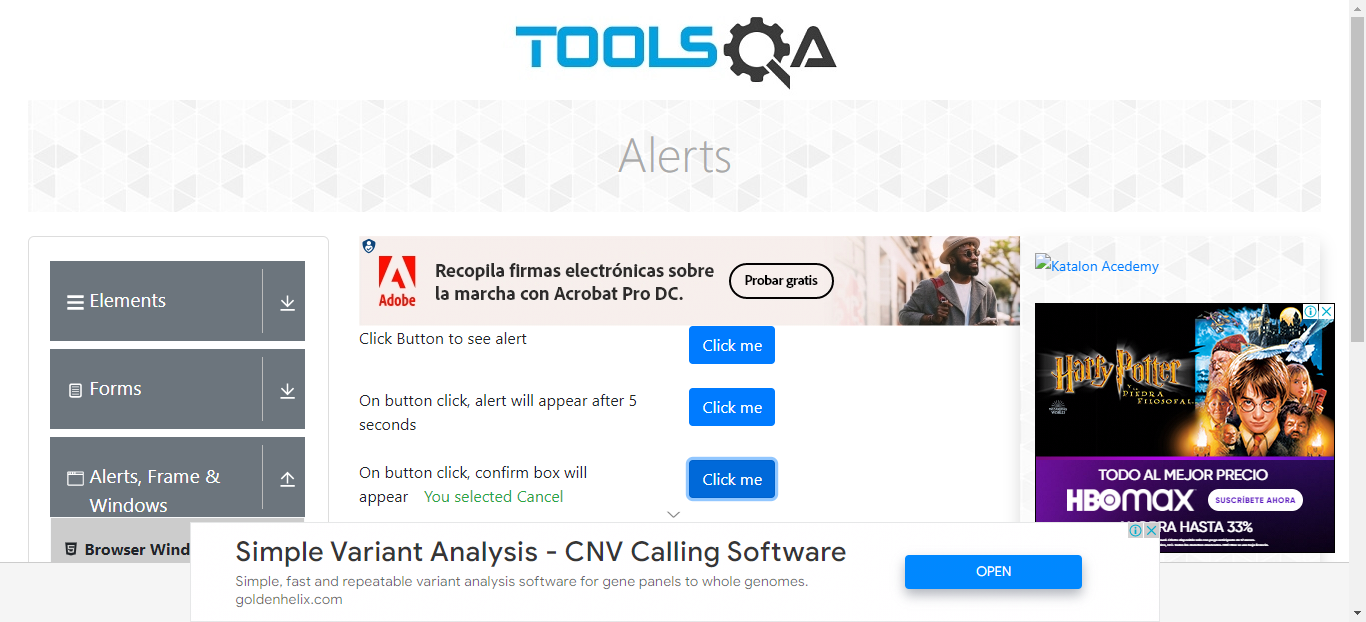 TOOLSQA
Alerts
Elements
Forms
Alerts, Frame &
Windows
Browser Wind
Adobe
Recopila firmas electrónicas sobre
la marcha con Acrobat Pro DC.
Probar gratis
Click Button to see alert
Click me
On button click, alert will appear after 5
seconds
Click me
On button click, confirm box will
appear You selected Cancel
Click me
Katalon Acedemy
Harry Potter
Y LA
PIEDRA FILOSOFAL
TODO AL MEJOR PRECIO
HBOMAX
SUSCRÍBETE AHORA
RA HASTA 33%
Simple Variant Analysis - CNV Calling Software
Simple, fast and repeatable variant analysis software for gene panels to whole genomes.
goldenhelix.com
OPEN